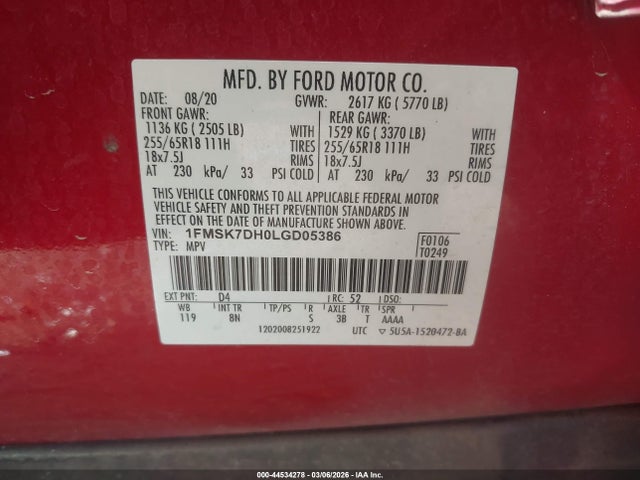 MFD. BY FORD MOTOR CO.
DATE: 08/20 GVWR: 2617 KG ( 5770 LB)
FRONT GAWR: REAR GAWR:
1136 KG ( 2505 LB) WITH 1529 KG ( 3370 LB) WITH
255/65R18 111H TIRES 255/65R18 111H TIRES
18x7.5J RIMS 18x7.5J RIMS
AT 230 kPa/ 33 PSI COLD AT 230 kPa/ 33 PSI COLD
THIS VEHICLE CONFORMS TO ALL APPLICABLE FEDERAL MOTOR
VEHICLE SAFETY AND THEFT PREVENTION STANDARDS IN
EFFECT ON THE DATE OF MANUFACTURE SHOWN ABOVE.
VIN: 1FMSK7DH0LGD05386 F0106
TYPE: MPV T0249
EXT PNT: D4 RC: 52 DSO:
WB INT TR TP/PS R AXLE TR SPR
119 8N S 3B T AAAA
1202008251922 UTC ▽ 5U5A-1520472-BA
000-44534278 — 03/06/2026 — IAA Inc.